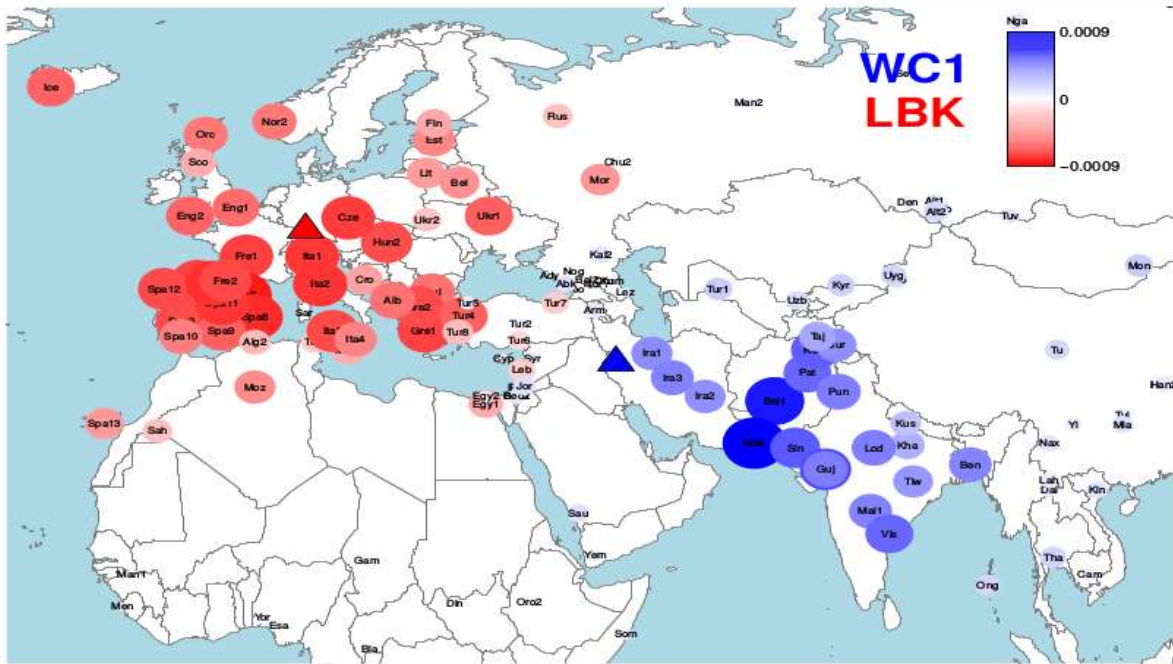 Nga
0.0009
0
-0.0009
WC1
LBK
Ice
Nor2
Fin
Est
Rus
Man2
Orc
Sco
Chu2
Lit
Bel
Mor
Eng2
Eng1
Cze
Ukr2
Ukr1
Hun2
Den
Alt1
Alt2
Tuv
Fre1
Ita1
Kal2
Mon
Spa12
Fre2
Ita2
Cro
Ady
Nog
Abk
Kum
Lez
Tur1
Kyr
Uyg
Uzb
Alb
Tur5
Tur7
Arm
Sar
Tur4
Spa9
Spa10
Alg2
Ita4
Gre1
Tur8
Tur2
Tur6
Taj
Tu
Ira1
Cyp
Syr
Leb
Pat
Moz
Ira3
Jor
Han2
Ira2
Bal1
Pun
Egy2
Egy1
Spa13
Sah
Kus
Kha
Yi
Mia
Sin
Lod
Nax
Guj
Ben
Tiw
Lah
Dai
Kin
Mal1
Vis
Sau
Yem
Tha
Cam
Ong
Gam
Man1
Men
Din
Oro2
Yor
Esa
Som
Bla